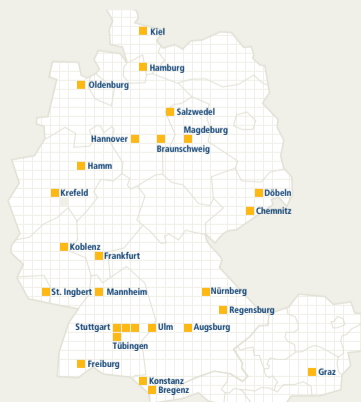 Kiel
Hamburg
Oldenburg
Salzwedel
Magdeburg
Hannover
Braunschweig
Hamm
Krefeld
Döbeln
Chemnitz
Koblenz
Frankfurt
St. Ingbert
Mannheim
Nürnberg
Regensburg
Stuttgart
Ulm
Augsburg
Tübingen
Freiburg
Graz
Konstanz
Bregenz